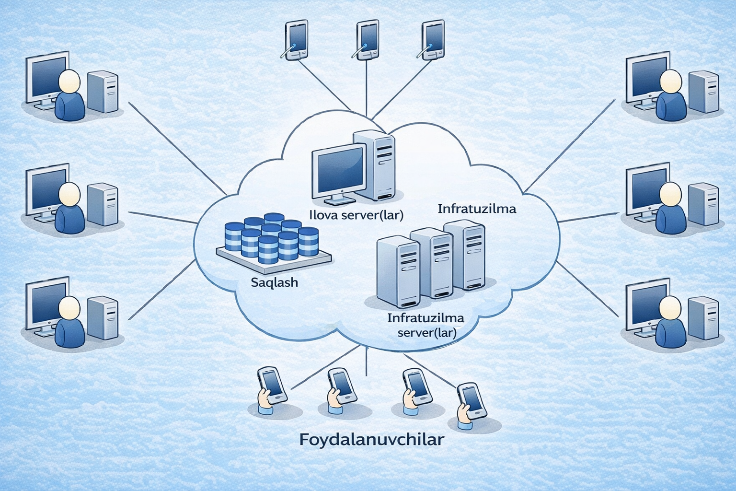 Ilova server(lar)
Infratuzilma
Saqlash
Infratuzilma
server(lar)
Foydalanuvchilar